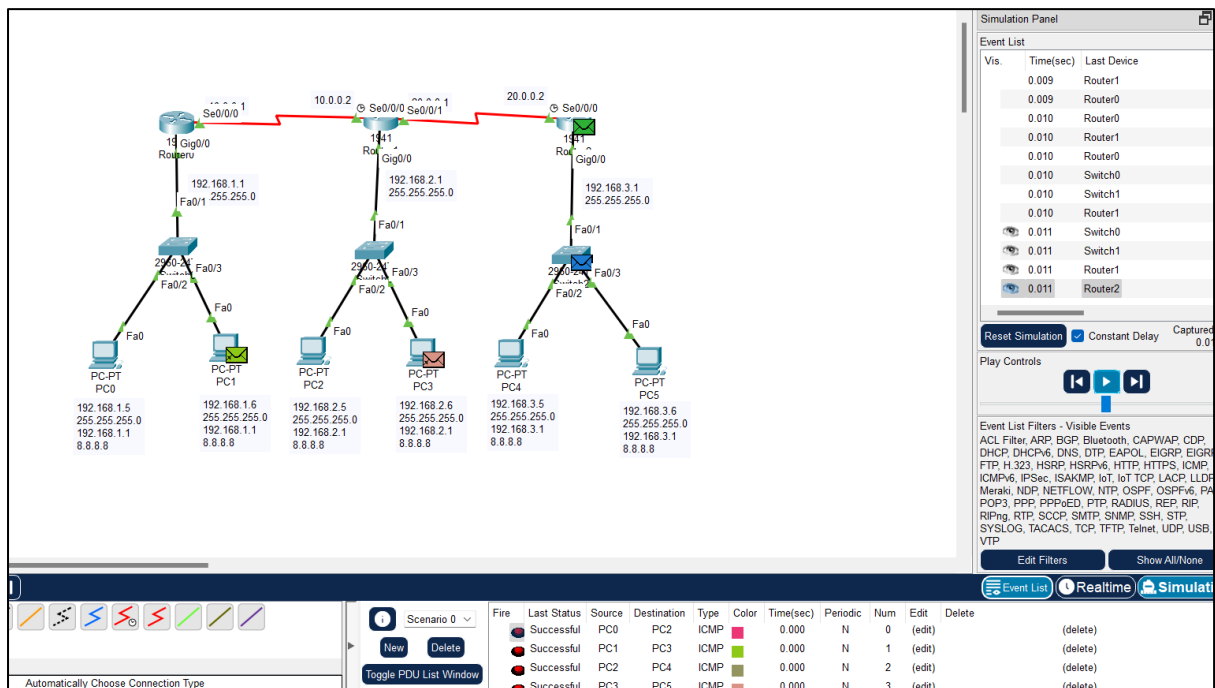 10.0.0.2
20.0.0.2
Se0/0/0
Se0/0/0
Se0/0/1
Se0/0/0
1941
1941
Gig0/0
Gig0/0
Gig0/0
192.168.1.1
255.255.0
192.168.2.1
255.255.255.0
192.168.3.1
255.255.255.0
Fa0/1
Fa0/1
Fa0/1
Fa0/3
Fa0/2
Fa0/3
Fa0/2
Fa0/3
Fa0/2
Fa0
Fa0
Fa0
Fa0
Fa0
Fa0
PC-PT
PC0
192.168.1.5
255.255.255.0
192.168.1.1
8.8.8.8
PC-PT
PC1
192.168.1.6
255.255.255.0
192.168.1.1
8.8.8.8
PC-PT
PC2
192.168.2.5
255.255.255.0
192.168.2.1
8.8.8.8
PC-PT
PC3
192.168.2.6
255.255.255.0
192.168.2.1
8.8.8.8
PC-PT
PC4
192.168.3.5
255.255.255.0
192.168.3.1
8.8.8.8
PC-PT
PC5
192.168.3.6
255.255.255.0
192.168.3.1
8.8.8.8
Simulation Panel
Event List
Vis. Time(sec) Last Device
0.009 Router1
0.009 Router0
0.010 Router0
0.010 Router1
0.010 Router0
0.010 Switch0
0.010 Switch1
0.010 Router1
0.011 Switch0
0.011 Switch1
0.011 Router1
0.011 Router2
Reset Simulation Constant Delay Captured
0.01
Play Controls
Event List Filters - Visible Events
ACL Filter, ARP, BGP, Bluetooth, CAPWAP, CDP,
DHCP, DHCPv6, DNS, DTP, EAPOL, EIGRP,
FTP, H.323, HSRP, HSRPv6, HTTP, HTTPS, ICMP,
ICMPv6, IPSec, ISAKMP, IoT, IoT TCP, LACP,
Meraki, NDP, NETFLOW, NTP, OSPF, OSPFv6,
POP3, PPP, PPPoED, PTP, RADIUS, REP, RIP,
RIPng, RTP, SCCP, SMTP, SNMP, SSH, STP,
SYSLOG, TACACS, TCP, TFTP, Telnet, UDP, USB,
VTP
Edit Filters Show All/None
Event List Realtime Simulati
Scenario 0
New Delete
Toggle PDU List Window
Fire Last Status Source Destination Type Color Time(sec) Periodic Num Edit Delete
Successful PC0 PC2 ICMP 0.000 N 0 (edit) (delete)
Successful PC1 PC3 ICMP 0.000 N 1 (edit) (delete)
Successful PC2 PC4 ICMP 0.000 N 2 (edit) (delete)
Successful PC3 PC5 ICMP 0.000 N 3 (edit) (delete)
Automatically Choose Connection Type